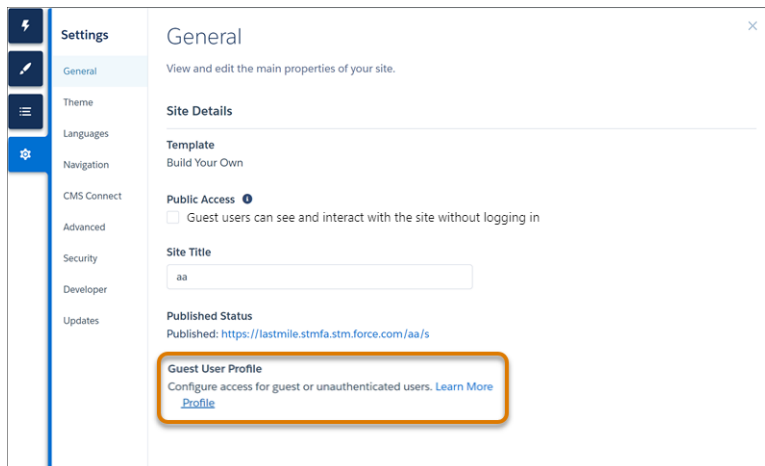 Settings
General
Theme
Languages
Navigation
CMS Connect
Advanced
Security
Developer
Updates
General
View and edit the main properties of your site.
Site Details
Template
Build Your Own
Public Access
Guest users can see and interact with the site without logging in
Site Title
aa
Published Status
Published: https://lastmile.stmfa.stm.force.com/aa/s
Guest User Profile
Configure access for guest or unauthenticated users. Learn More
Profile